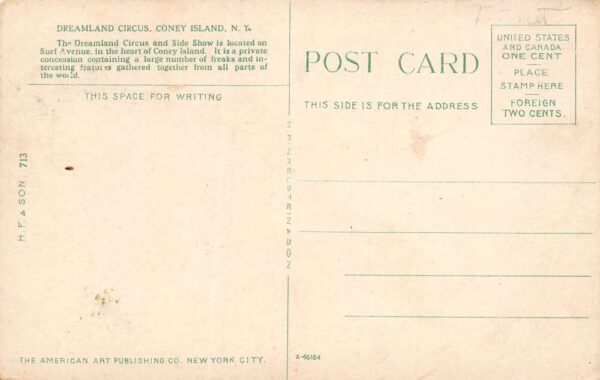 DREAMLAND CIRCUS, CONEY ISLAND, N. Y.
The Dreamland Circus and Side Show is located on
Surf Avenue, in the heart of Coney Island. It is a private
concession containing a large number of freaks and in-
teresting features gathered together from all parts of
the world.
THIS SPACE FOR WRITING
POST CARD
THIS SIDE IS FOR THE ADDRESS
UNITED STATES
AND CANADA
ONE CENT
PLACE
STAMP HERE
FOREIGN
TWO CENTS.
H. F. & SON 713
THE AMERICAN ART PUBLISHING CO. NEW YORK CITY.
A-46164